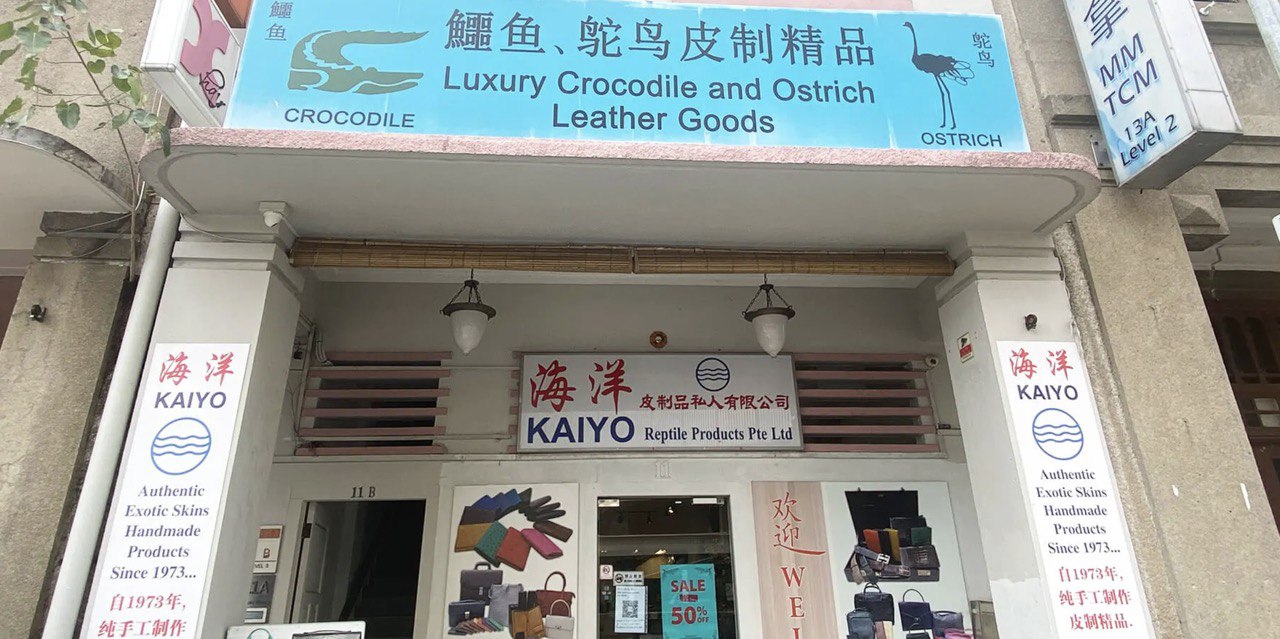 鱷鱼
CROCODILE
鱷鱼、鸵鸟皮制精品
Luxury Crocodile and Ostrich
Leather Goods
鸵鸟
OSTRICH
拿
MM
TCM
13A
Level 2
海洋
KAIYO
Authentic
Exotic Skins
Handmade
Products
Since 1973...
自1973年,
纯手工制作
海洋
皮制品私人有限公司
KAIYO Reptile Products Pte Ltd
11 B
11
欢迎
WEL
SALE
50% OFF
海洋
KAIYO
Authentic
Exotic Skins
Handmade
Products
Since 1973...
自1973年,
纯手工制作
皮制精品.